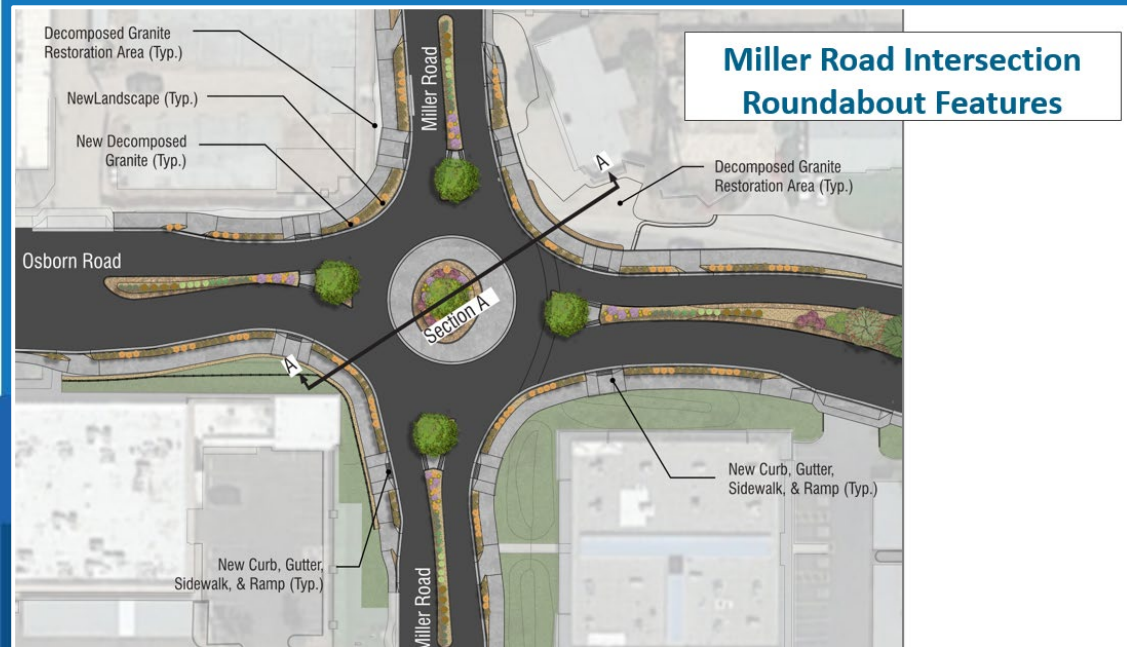 Miller Road Intersection
Roundabout Features
Decomposed Granite
Restoration Area (Typ.)
NewLandscape (Typ.)
New Decomposed
Granite (Typ.)
Miller Road
A
Decomposed Granite
Restoration Area (Typ.)
Osborn Road
Section A
A
New Curb, Gutter,
Sidewalk, & Ramp (Typ.)
New Curb, Gutter,
Sidewalk, & Ramp (Typ.)
Miller Road